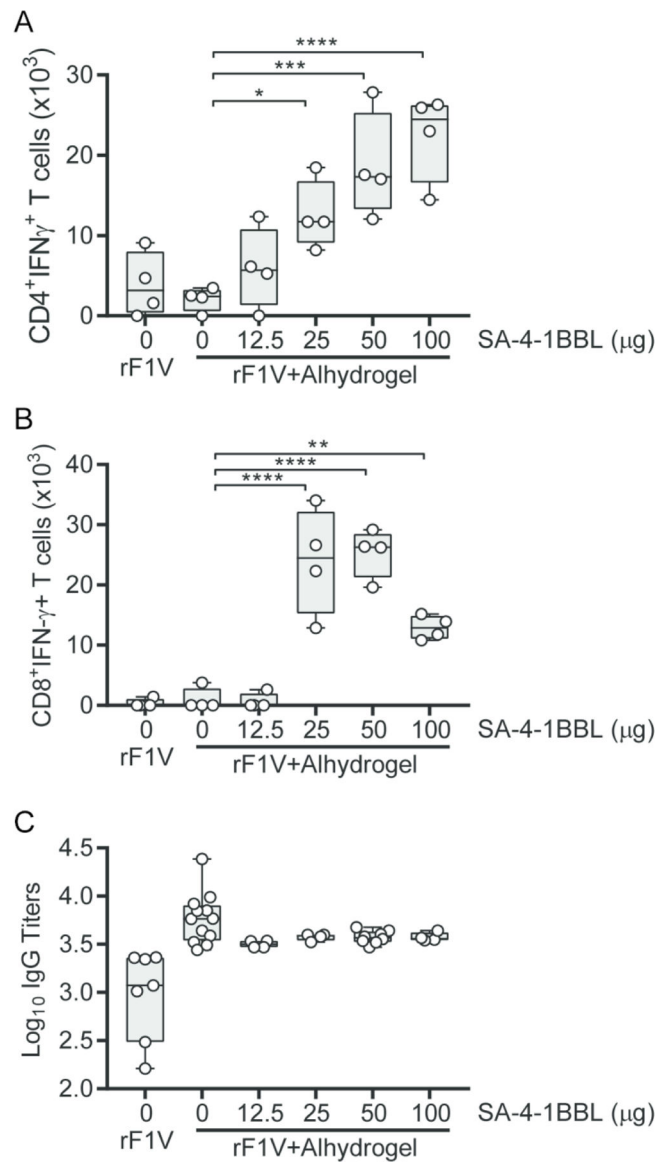 A
CD4⁺IFNγ⁺ T cells (x10³)
****
***
*
30
20
10
0
0 0 12.5 25 50 100 SA-4-1BBL (μg)
rF1V rF1V+Alhydrogel
B
CD8⁺IFN-γ+ T cells (x10³)
**
****
****
40
30
20
10
0
0 0 12.5 25 50 100 SA-4-1BBL (μg)
rF1V rF1V+Alhydrogel
C
Log₁₀ IgG Titers
4.5
4.0
3.5
3.0
2.5
2.0
0 0 12.5 25 50 100 SA-4-1BBL (μg)
rF1V rF1V+Alhydrogel